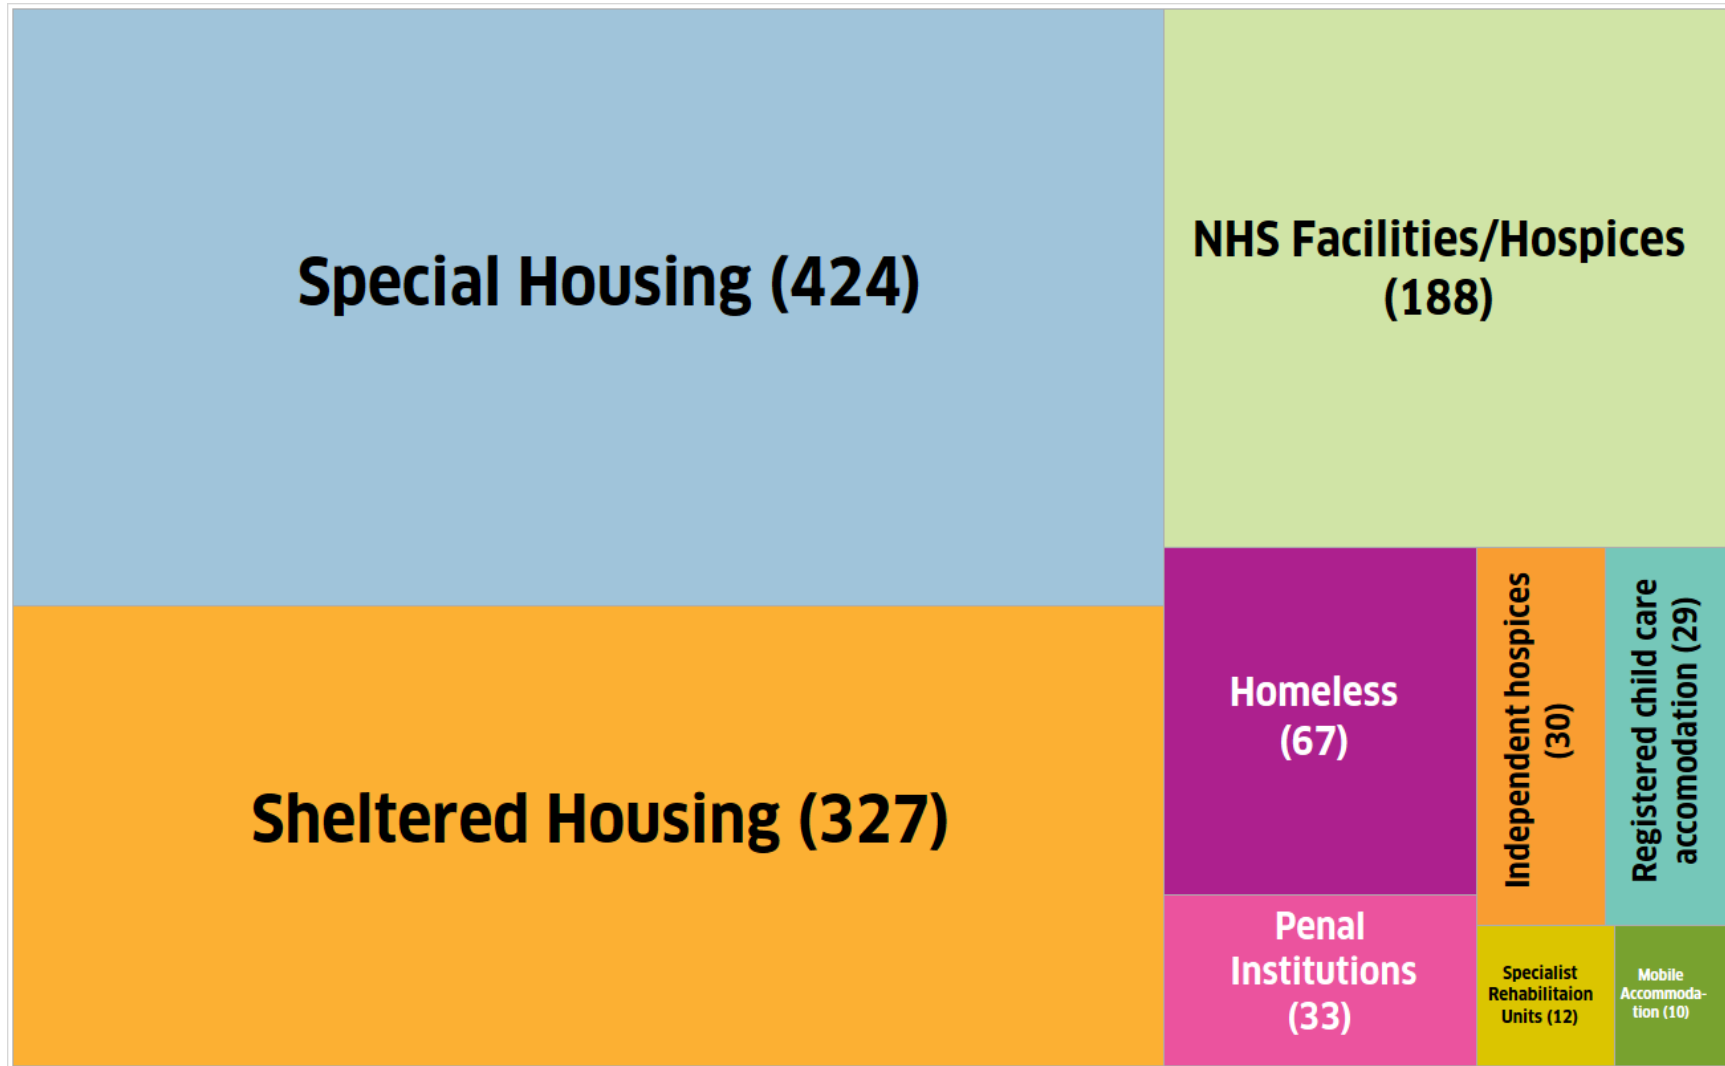 Special Housing (424)
NHS Facilities/Hospices
(188)
Sheltered Housing (327)
Homeless
(67)
Independent hospices
(30)
Registered child care
accomodation (29)
Penal
Institutions
(33)
Specialist
Rehabilitaion
Units (12)
Mobile
Accommoda-
tion (10)